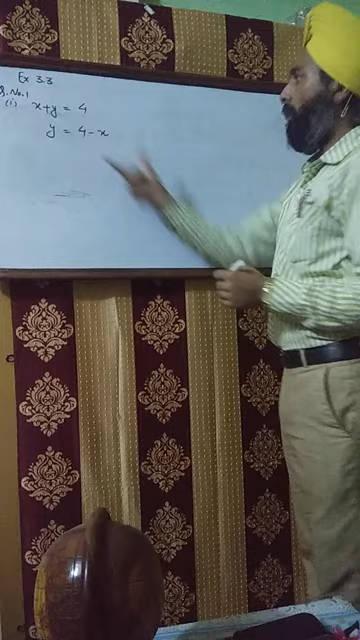 Ex 3.3
Q.No.1
(i) x+y = 4
y = 4-x